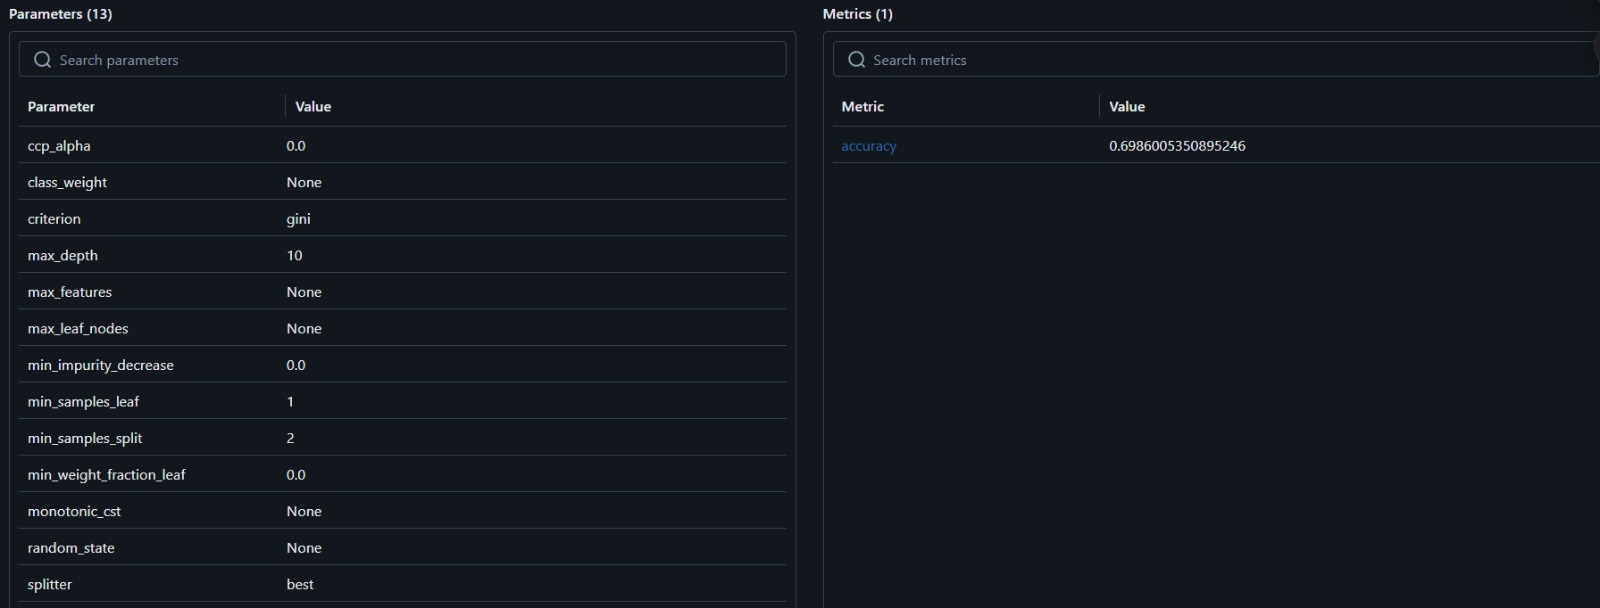 Parameters (13)
Search parameters
Parameter Value
ccp_alpha 0.0
class_weight None
criterion gini
max_depth 10
max_features None
max_leaf_nodes None
min_impurity_decrease 0.0
min_samples_leaf 1
min_samples_split 2
min_weight_fraction_leaf 0.0
monotonic_cst None
random_state None
splitter best
Metrics (1)
Search metrics
Metric Value
accuracy 0.6986005350895246